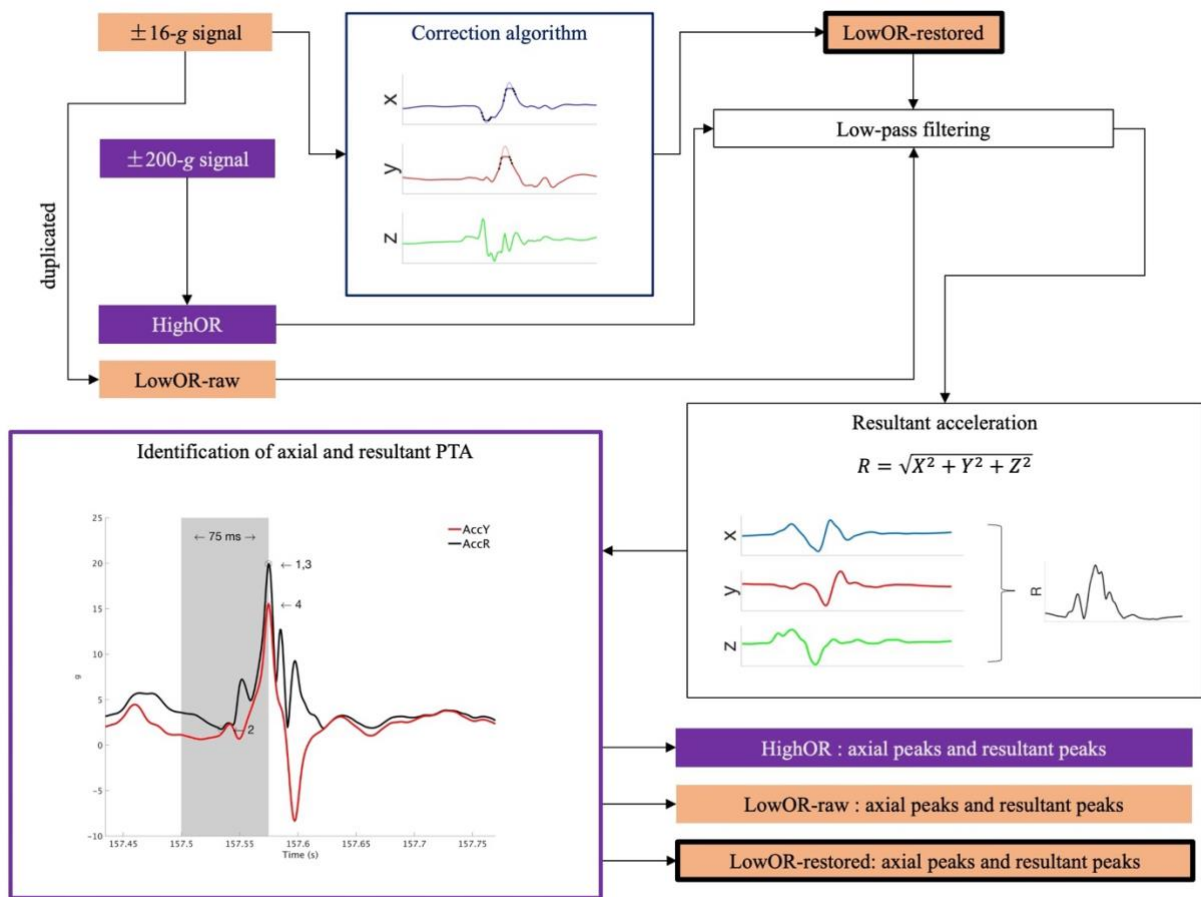 ±16-g signal
Correction algorithm
LowOR-restored
x
Low-pass filtering
±200-g signal
y
duplicated
z
HighOR
LowOR-raw
Resultant acceleration
R = √X² + Y² + Z²
x
y
z
R
Identification of axial and resultant PTA
25
20
15
10
5
0
-5
-10
g
← 75 ms →
AccY
AccR
← 1,3
← 4
← 2
157.45 157.5 157.55 157.6 157.65 157.7 157.75
Time (s)
HighOR : axial peaks and resultant peaks
LowOR-raw : axial peaks and resultant peaks
LowOR-restored: axial peaks and resultant peaks